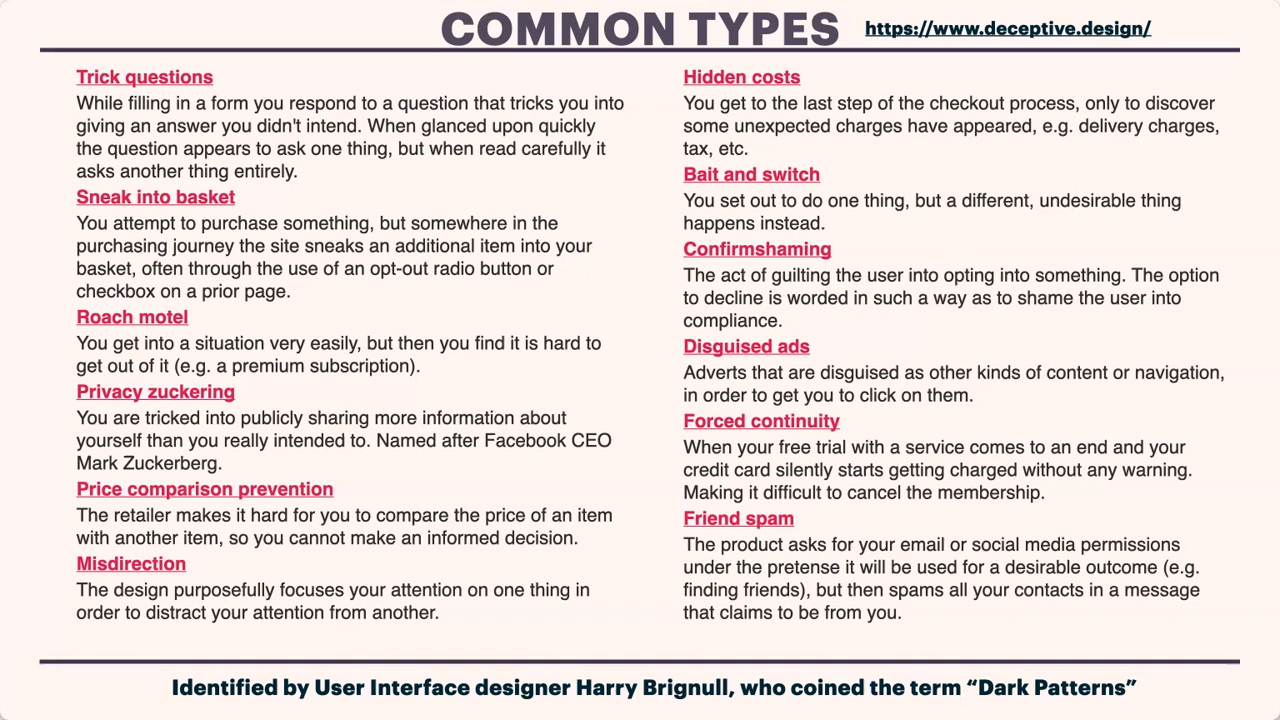 COMMON TYPES
https://www.deceptive.design/
Trick questions
While filling in a form you respond to a question that tricks you into
giving an answer you didn't intend. When glanced upon quickly
the question appears to ask one thing, but when read carefully it
asks another thing entirely.
Sneak into basket
You attempt to purchase something, but somewhere in the
purchasing journey the site sneaks an additional item into your
basket, often through the use of an opt-out radio button or
checkbox on a prior page.
Roach motel
You get into a situation very easily, but then you find it is hard to
get out of it (e.g. a premium subscription).
Privacy zuckering
You are tricked into publicly sharing more information about
yourself than you really intended to. Named after Facebook CEO
Mark Zuckerberg.
Price comparison prevention
The retailer makes it hard for you to compare the price of an item
with another item, so you cannot make an informed decision.
Misdirection
The design purposefully focuses your attention on one thing in
order to distract your attention from another.
Hidden costs
You get to the last step of the checkout process, only to discover
some unexpected charges have appeared, e.g. delivery charges,
tax, etc.
Bait and switch
You set out to do one thing, but a different, undesirable thing
happens instead.
Confirmshaming
The act of guilting the user into opting into something. The option
to decline is worded in such a way as to shame the user into
compliance.
Disguised ads
Adverts that are disguised as other kinds of content or navigation,
in order to get you to click on them.
Forced continuity
When your free trial with a service comes to an end and your
credit card silently starts getting charged without any warning.
Making it difficult to cancel the membership.
Friend spam
The product asks for your email or social media permissions
under the pretense it will be used for a desirable outcome (e.g.
finding friends), but then spams all your contacts in a message
that claims to be from you.
Identified by User Interface designer Harry Brignull, who coined the term “Dark Patterns”